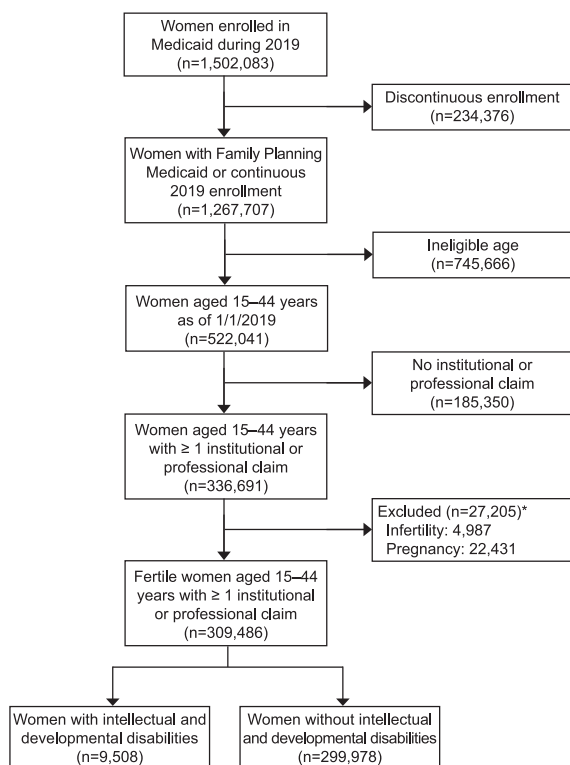 Women enrolled in
Medicaid during 2019
(n=1,502,083)
Discontinuous enrollment
(n=234,376)
Women with Family Planning
Medicaid or continuous
2019 enrollment
(n=1,267,707)
Ineligible age
(n=745,666)
Women aged 15–44 years
as of 1/1/2019
(n=522,041)
No institutional or
professional claim
(n=185,350)
Women aged 15–44 years
with ≥ 1 institutional or
professional claim
(n=336,691)
Excluded (n=27,205)*
Infertility: 4,987
Pregnancy: 22,431
Fertile women aged 15–44
years with ≥ 1 institutional
or professional claim
(n=309,486)
Women with intellectual and
developmental disabilities
(n=9,508)
Women without intellectual
and developmental disabilities
(n=299,978)